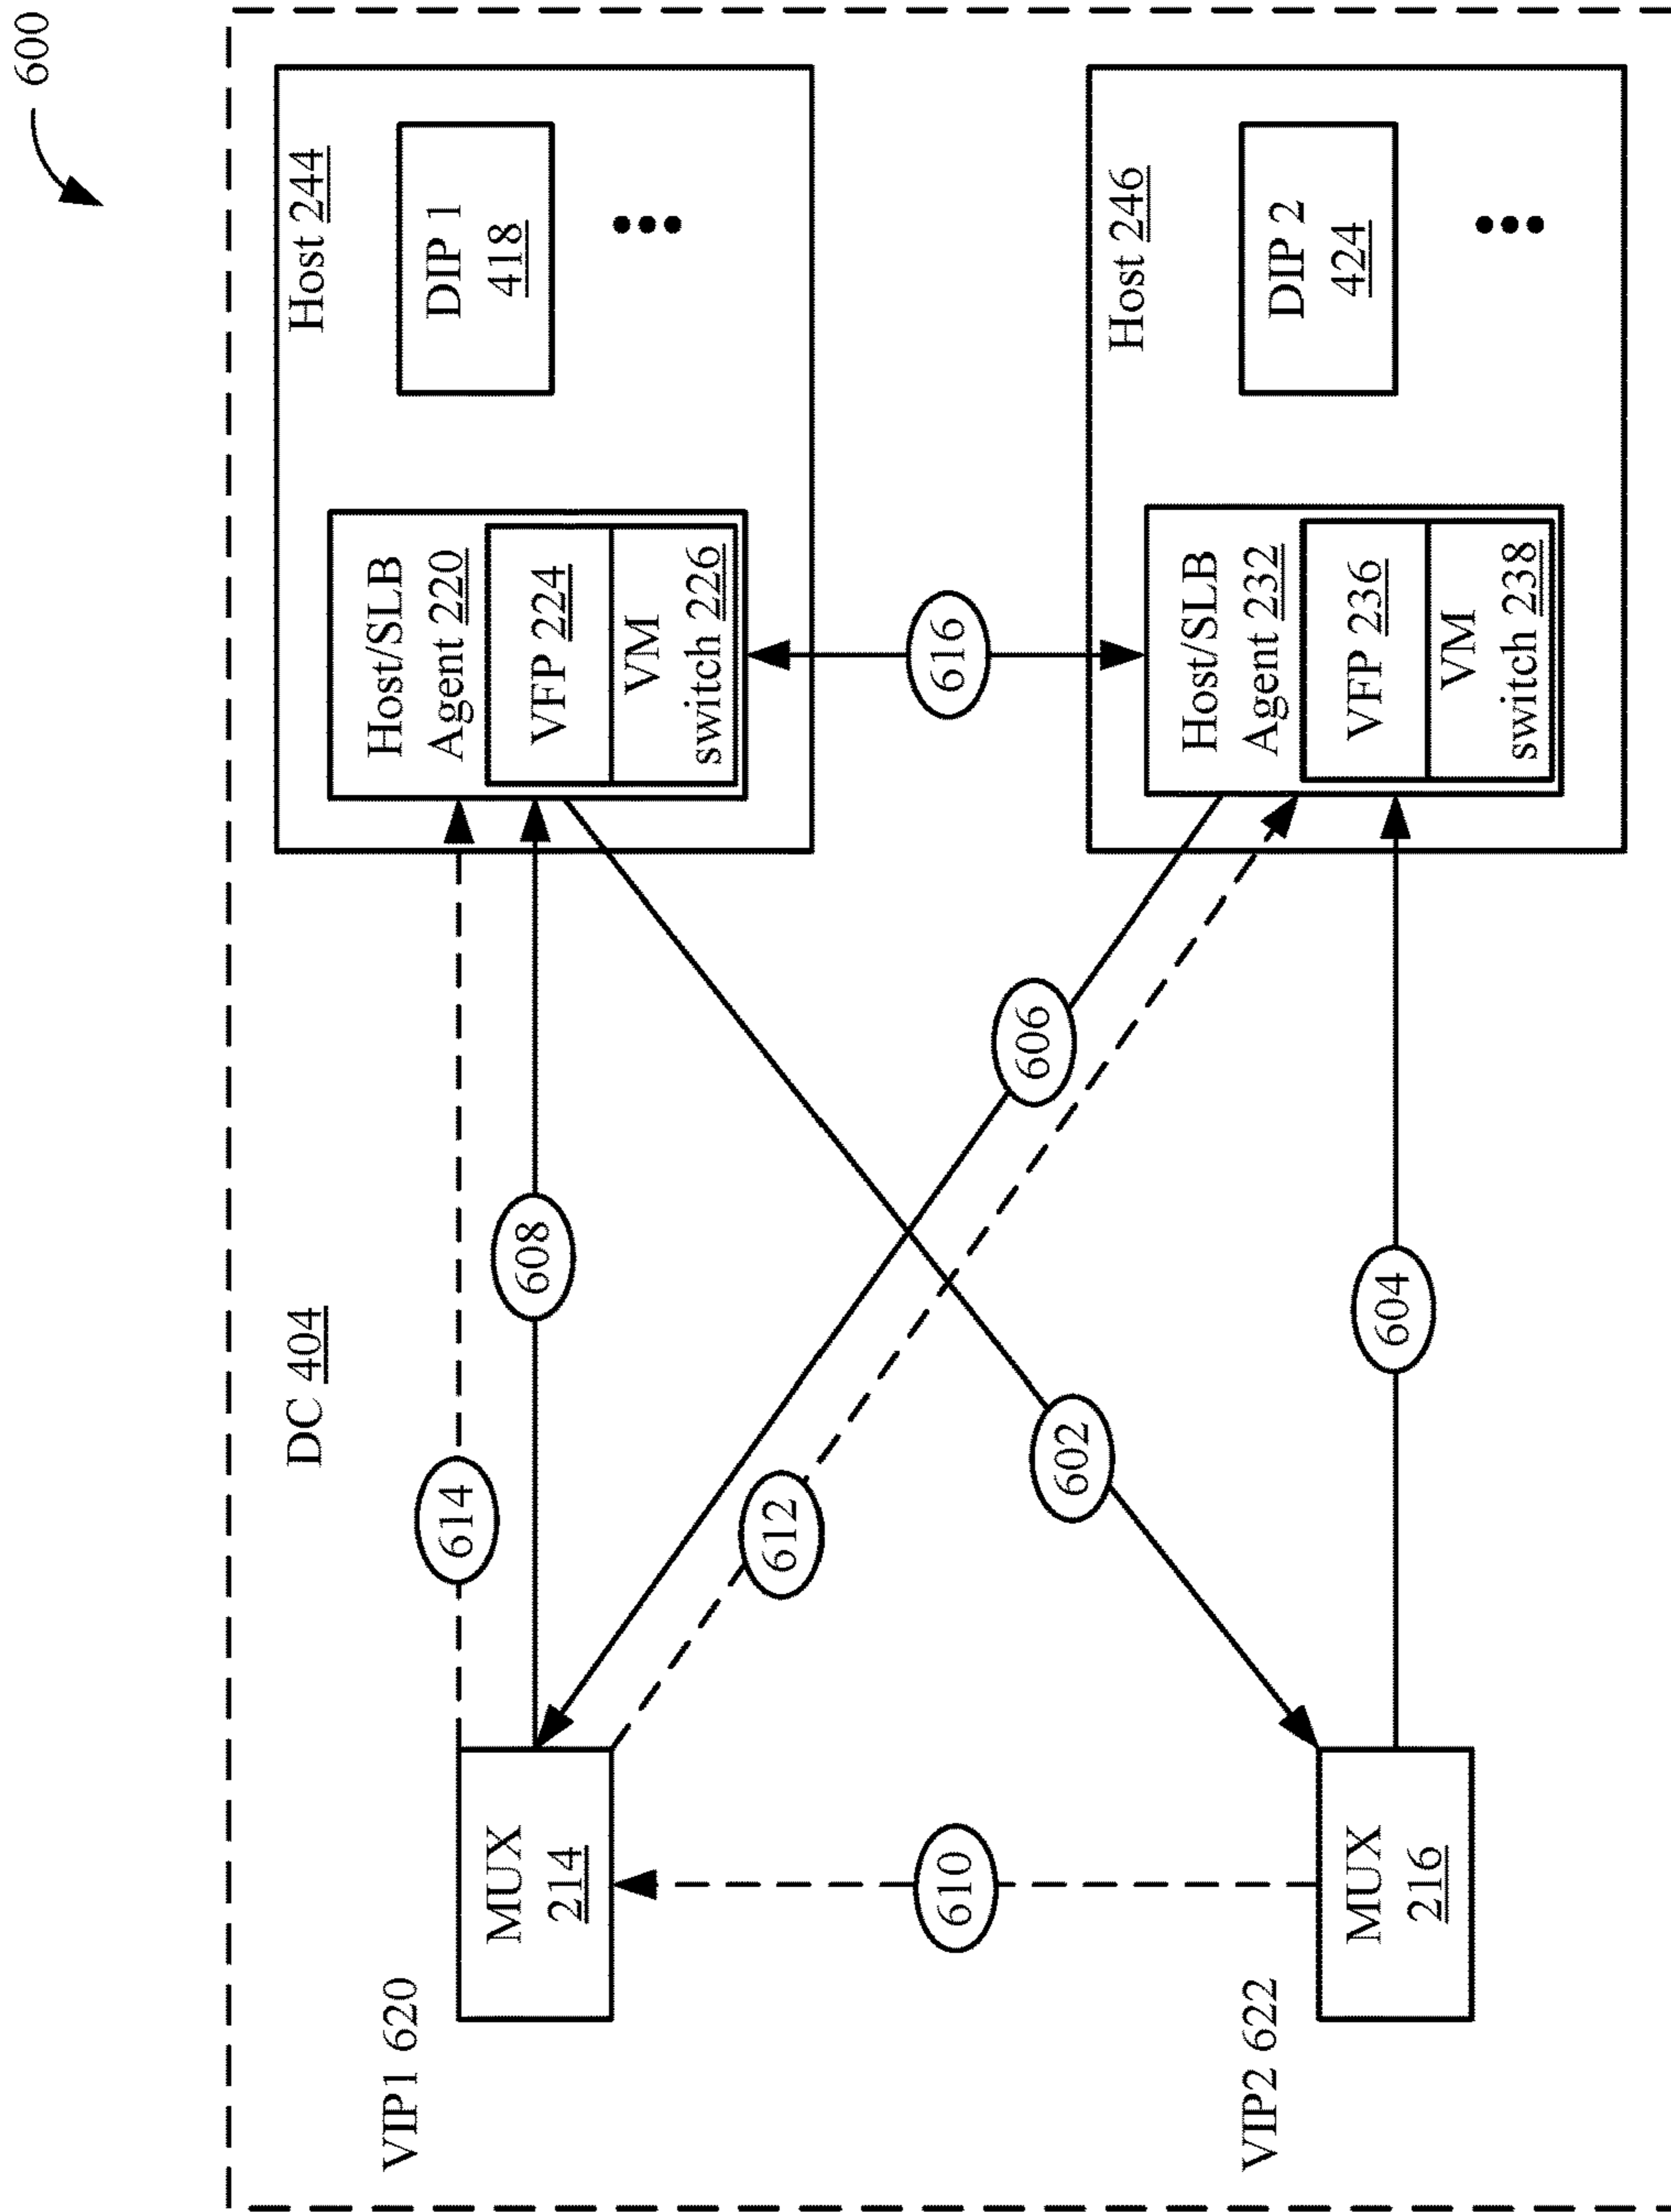 600
DC 404
VIP1 620
MUX
214
614
608
Host 244
Host/SLB
Agent 220
VFP 224
VM
switch 226
DIP 1
418
610
612
606
602
616
VIP2 622
MUX
216
604
Host 246
Host/SLB
Agent 232
VFP 236
VM
switch 238
DIP 2
424